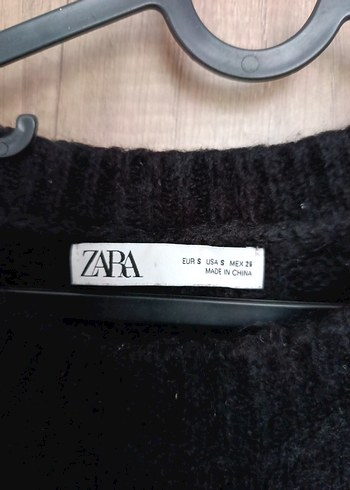 ZARA
EUR S USA S MEX 26
MADE IN CHINA